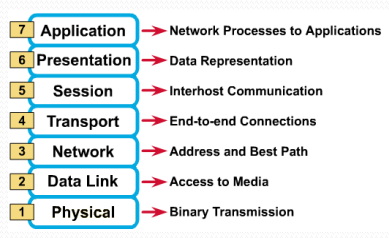 7 Application Network Processes to Applications
6 Presentation Data Representation
5 Session Interhost Communication
4 Transport End-to-end Connections
3 Network Address and Best Path
2 Data Link Access to Media
1 Physical Binary Transmission